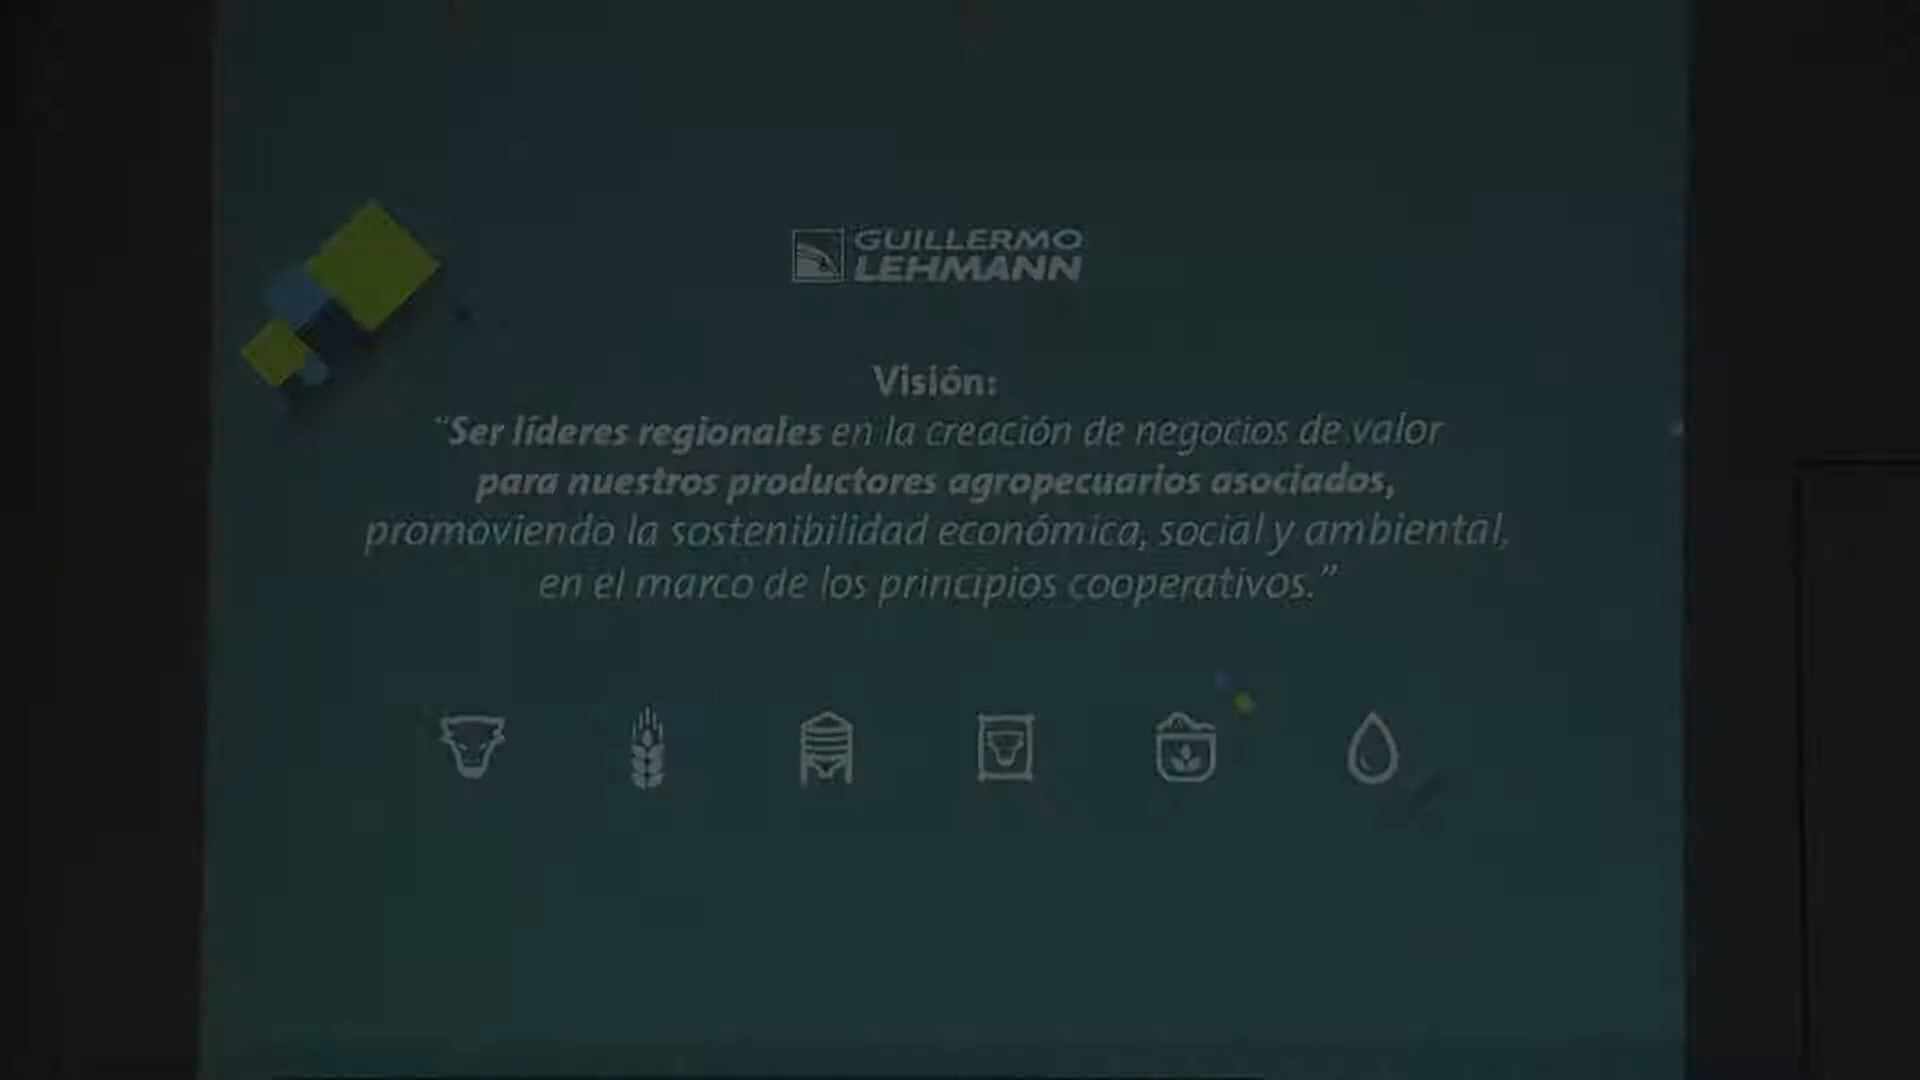 GUILLERMO
LEHMANN
Visión:
"Ser líderes regionales en la creación de negocios de valor
para nuestros productores agropecuarios asociados,
promoviendo la sostenibilidad económica, social y ambiental,
en el marco de los principios cooperativos."